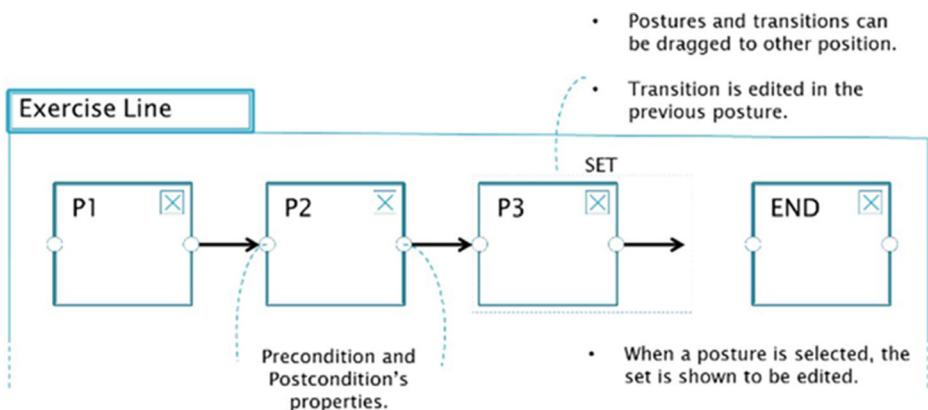 • Postures and transitions can
be dragged to other position.
• Transition is edited in the
previous posture.
Exercise Line
SET
P1
P2
P3
END
Precondition and
Postcondition's
properties.
• When a posture is selected, the
set is shown to be edited.